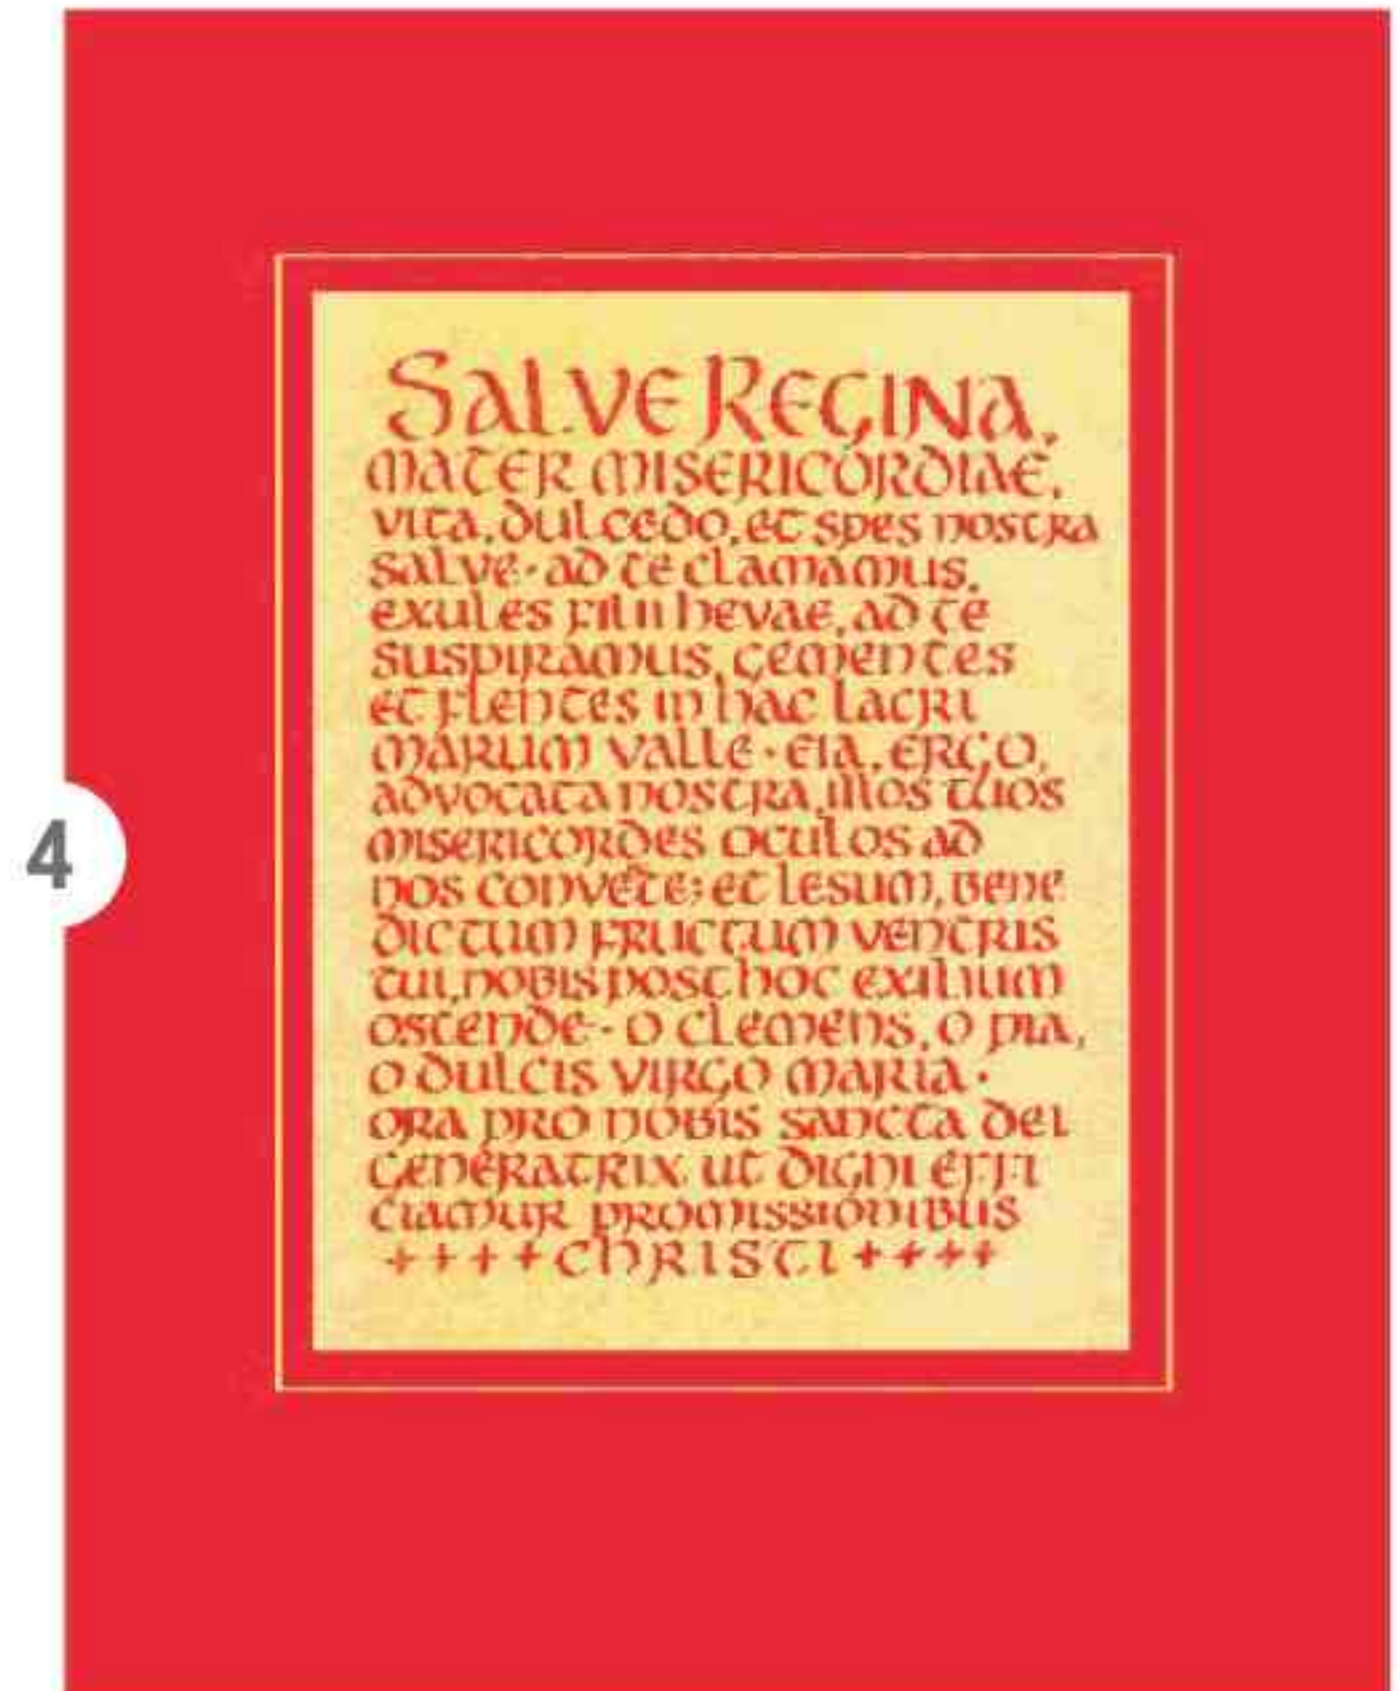 Salve Regina,
mater misericordiae,
vita, dulcedo, et spes nostra
salve · ad te clamamus,
exules filii hevae, ad te
suspiramus, gementes
et flentes in hac lacri
marum valle · eia, ergo,
advocata nostra, illos tuos
misericordes oculos ad
nos convete; et Iesum, bene
dictum fructum ventris
tui, nobis post hoc exilium
ostende · o clemens, o pia,
o dulcis virgo maria ·
4
ora pro nobis sancta dei
generatrix ut digni effi
ciamur promissionibus
++++christi++++